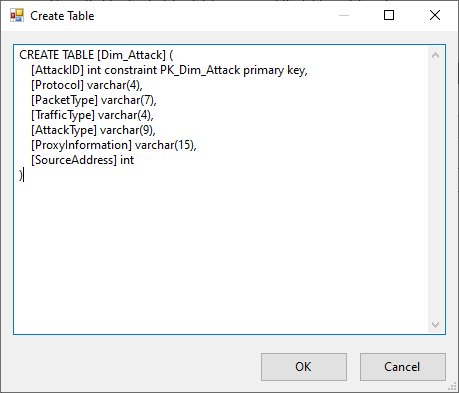 Create Table
CREATE TABLE [Dim_Attack] (
[AttackID] int constraint PK_Dim_Attack primary key,
[Protocol] varchar(4),
[PacketType] varchar(7),
[TrafficType] varchar(4),
[AttackType] varchar(9),
[ProxyInformation] varchar(15),
[SourceAddress] int
)
OK
Cancel